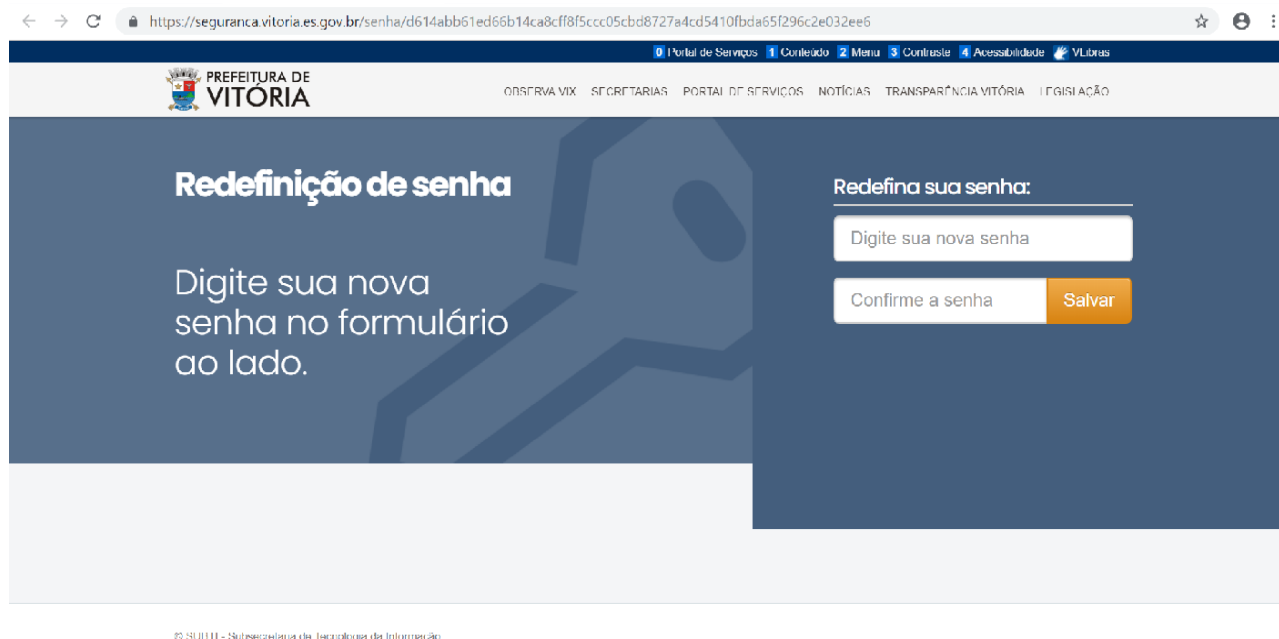 https://seguranca.vitoria.es.gov.br/senha/d614abb61ed66b14ca8cff8f5ccc05cbd8727a4cd5410fbda65f296c2e032ee6
0 Portal de Serviços 1 Conteúdo 2 Menu 3 Contraste 4 Acessibilidade VLibras
PREFEITURA DE
VITÓRIA
OBSERVA VIX SECRETARIAS PORTAL DE SERVIÇOS NOTÍCIAS TRANSPARÊNCIA VITÓRIA LEGISLAÇÃO
Redefinição de senha
Digite sua nova
senha no formulário
ao lado.
Redefina sua senha:
Digite sua nova senha
Confirme a senha Salvar
© SUBTI - Subsecretaria de Tecnologia da Informação